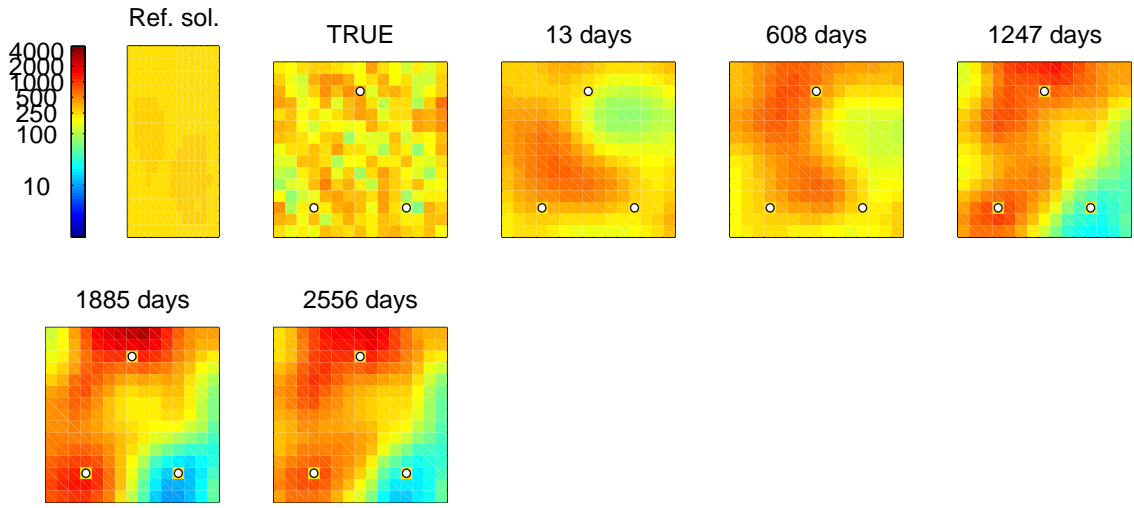 Ref. sol.
TRUE
13 days
608 days
1247 days
4000
2000
1000
500
250
100
10
1885 days
2556 days